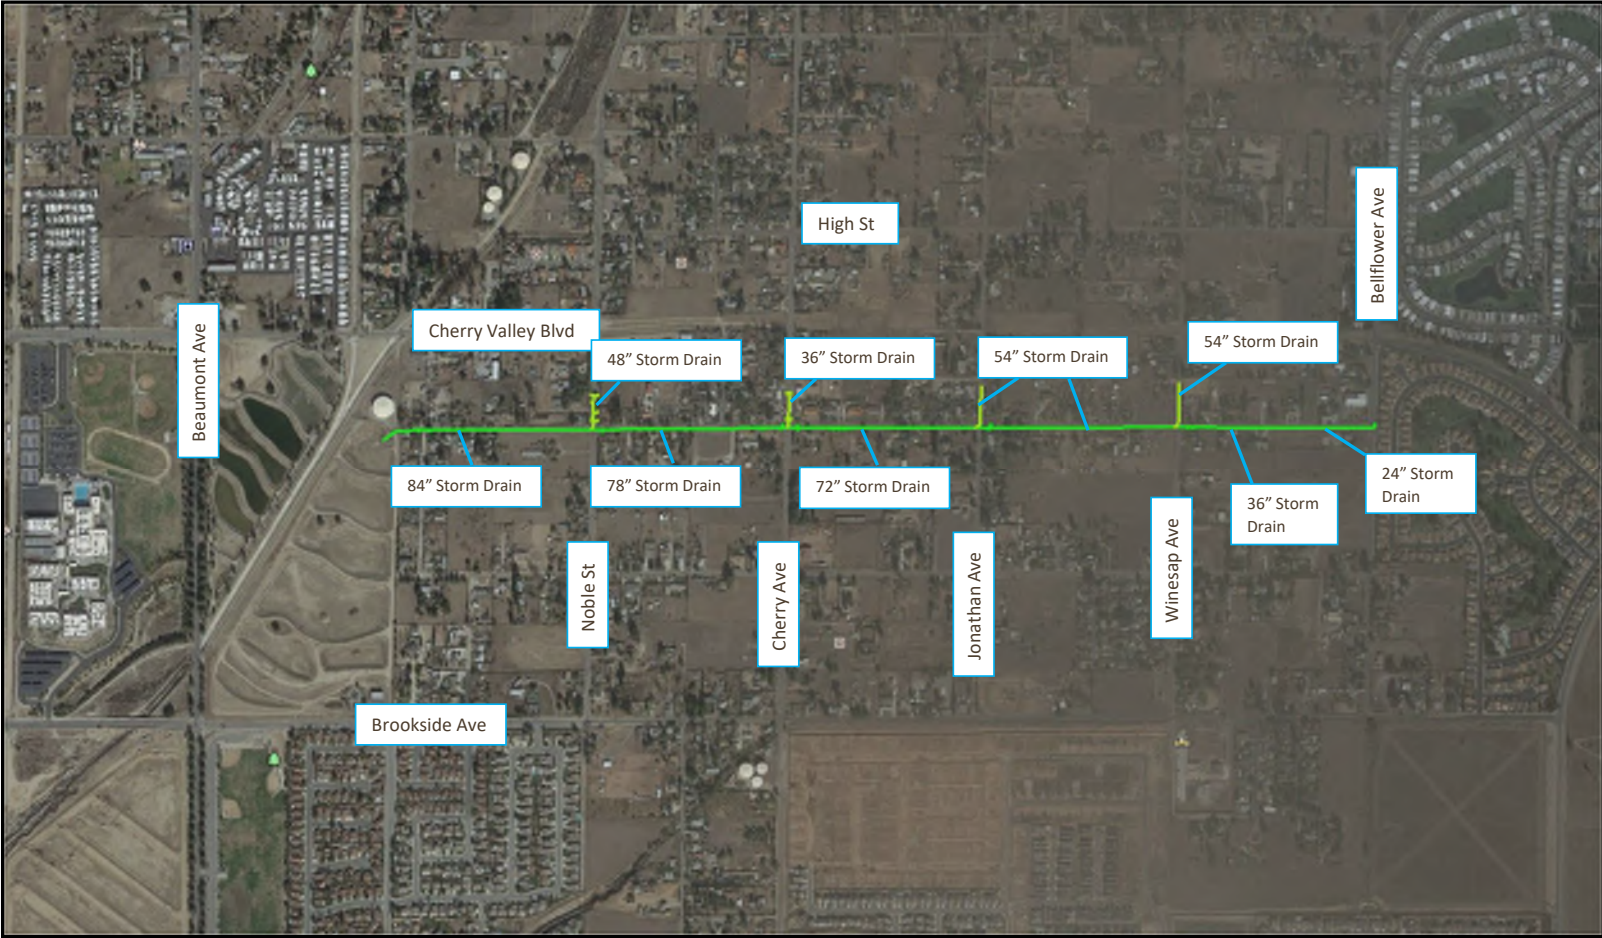 High St
Bellflower Ave
Beaumont Ave
Cherry Valley Blvd
48” Storm Drain
36” Storm Drain
54” Storm Drain
54” Storm Drain
84” Storm Drain
78” Storm Drain
72” Storm Drain
36” Storm
Drain
24” Storm
Drain
Noble St
Cherry Ave
Jonathan Ave
Winesap Ave
Brookside Ave